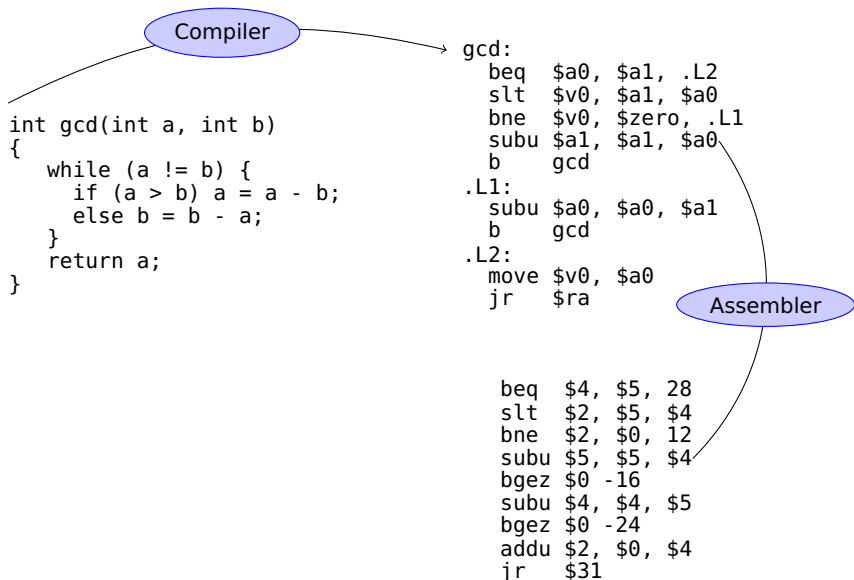 Compiler
int gcd(int a, int b)
{
   while (a != b) {
     if (a > b) a = a - b;
     else b = b - a;
   }
   return a;
}
gcd:
  beq  $a0, $a1, .L2
  slt  $v0, $a1, $a0
  bne  $v0, $zero, .L1
  subu $a1, $a1, $a0
  b    gcd
.L1:
  subu $a0, $a0, $a1
  b    gcd
.L2:
  move $v0, $a0
  jr   $ra
Assembler
beq  $4, $5, 28
slt  $2, $5, $4
bne  $2, $0, 12
subu $5, $5, $4
bgez $0 -16
subu $4, $4, $5
bgez $0 -24
addu $2, $0, $4
jr   $31